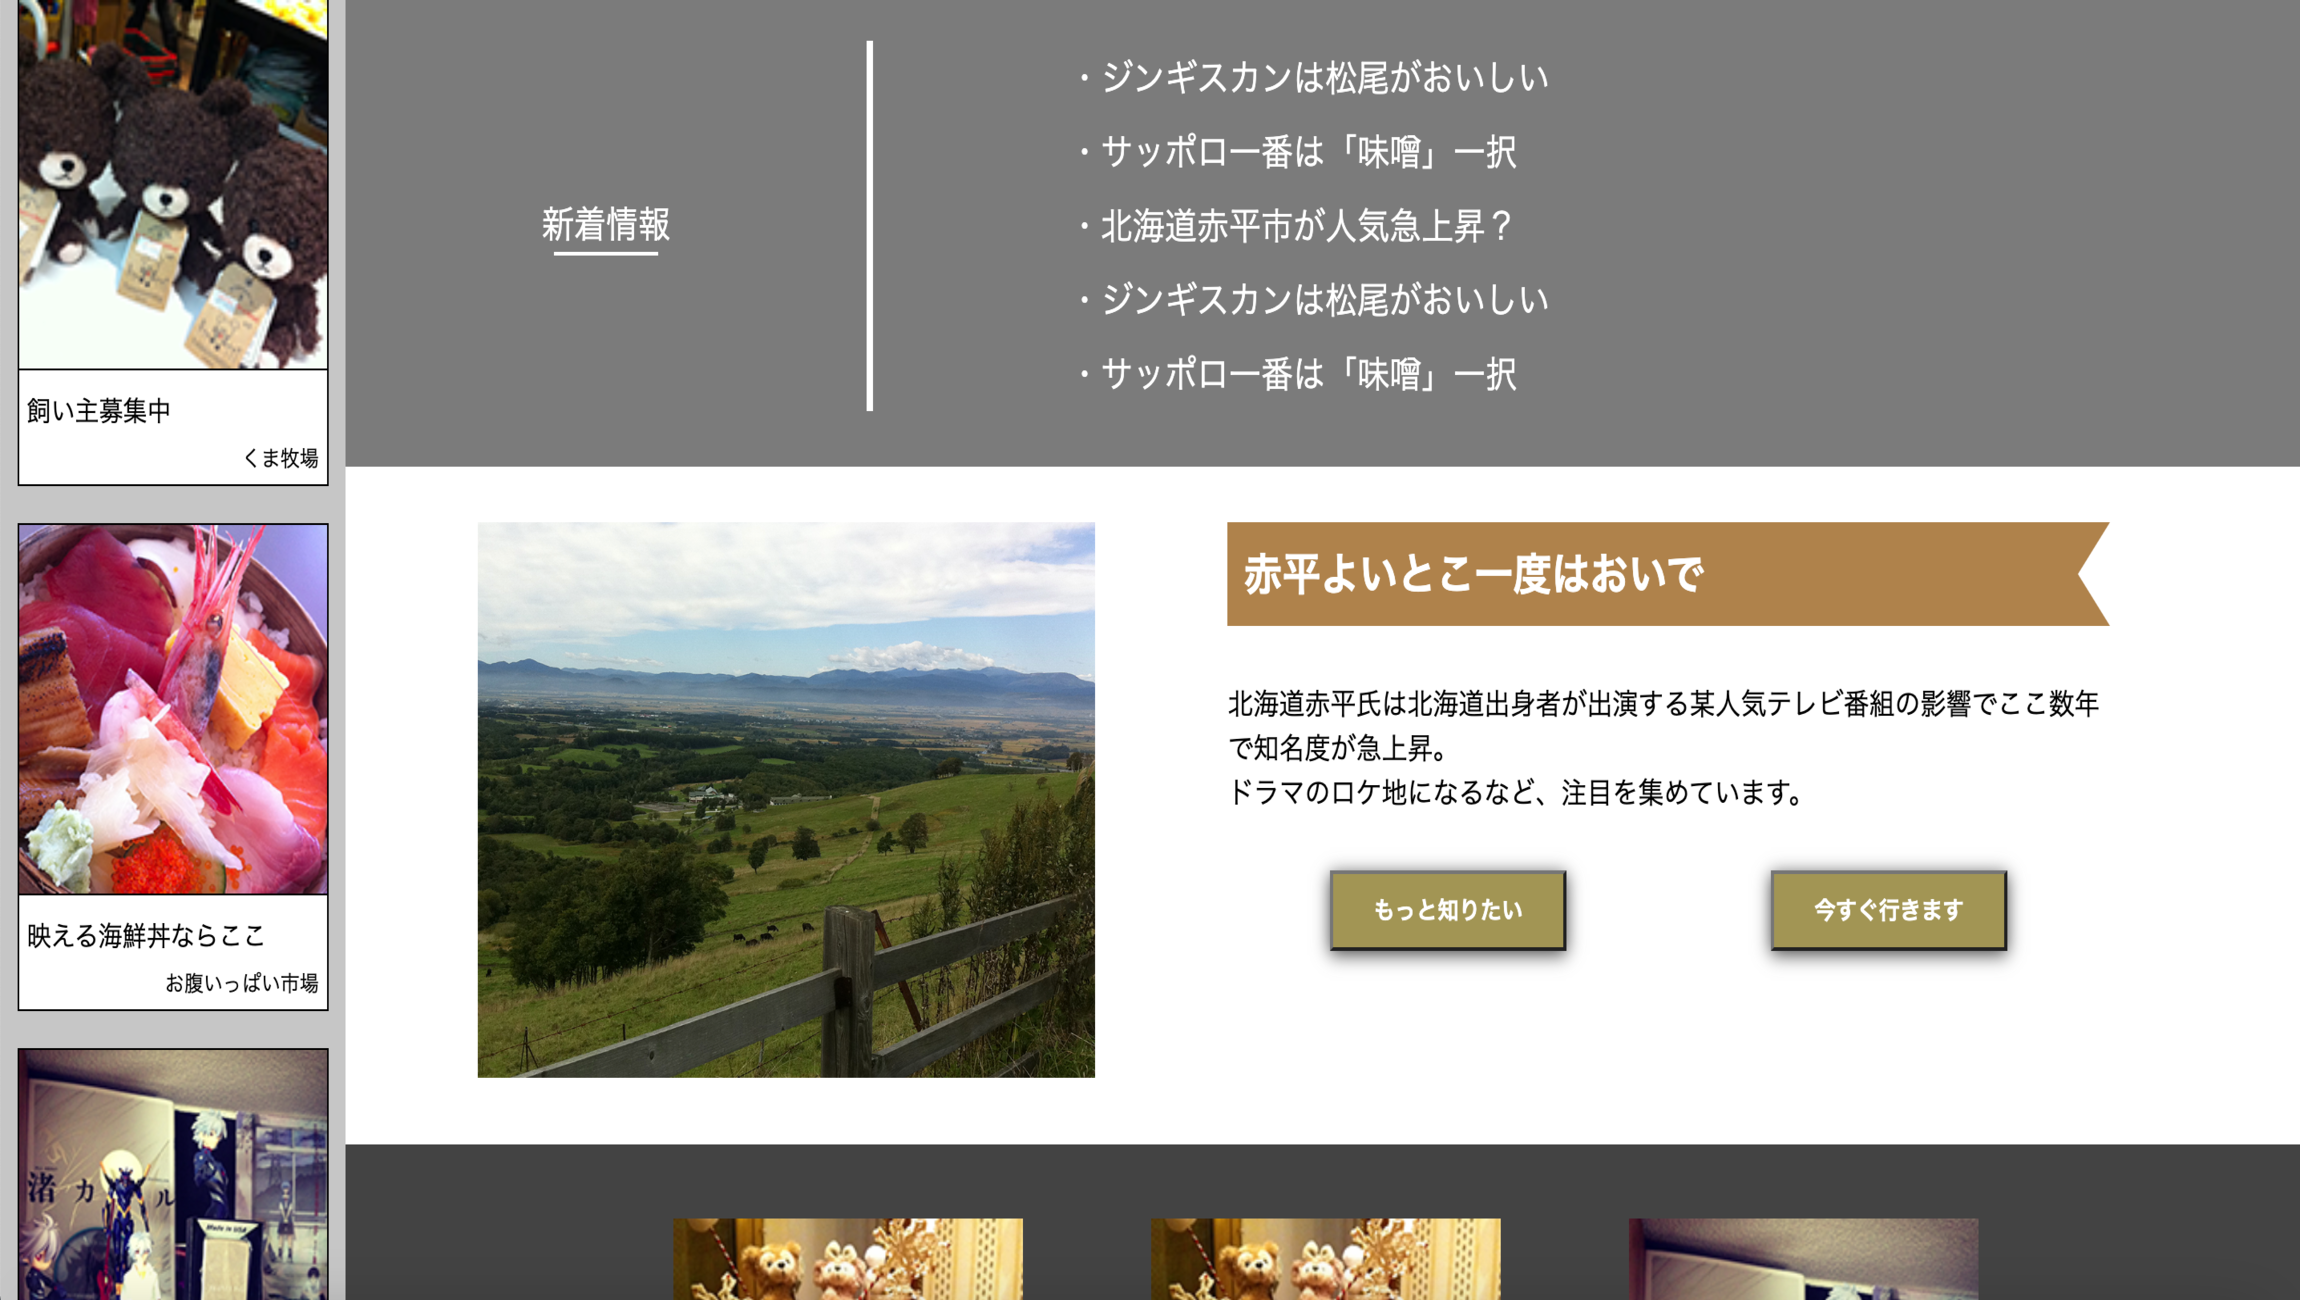 飼い主募集中
くま牧場
映える海鮮丼ならここ
お腹いっぱい市場
渚カ ル
Made in USA
新着情報
・ジンギスカンは松尾がおいしい
・サッポロ一番は「味噌」一択
・北海道赤平市が人気急上昇？
・ジンギスカンは松尾がおいしい
・サッポロ一番は「味噌」一択
赤平よいとこ一度はおいで
北海道赤平氏は北海道出身者が出演する某人気テレビ番組の影響でここ数年
で知名度が急上昇。
ドラマのロケ地になるなど、注目を集めています。
もっと知りたい
今すぐ行きます